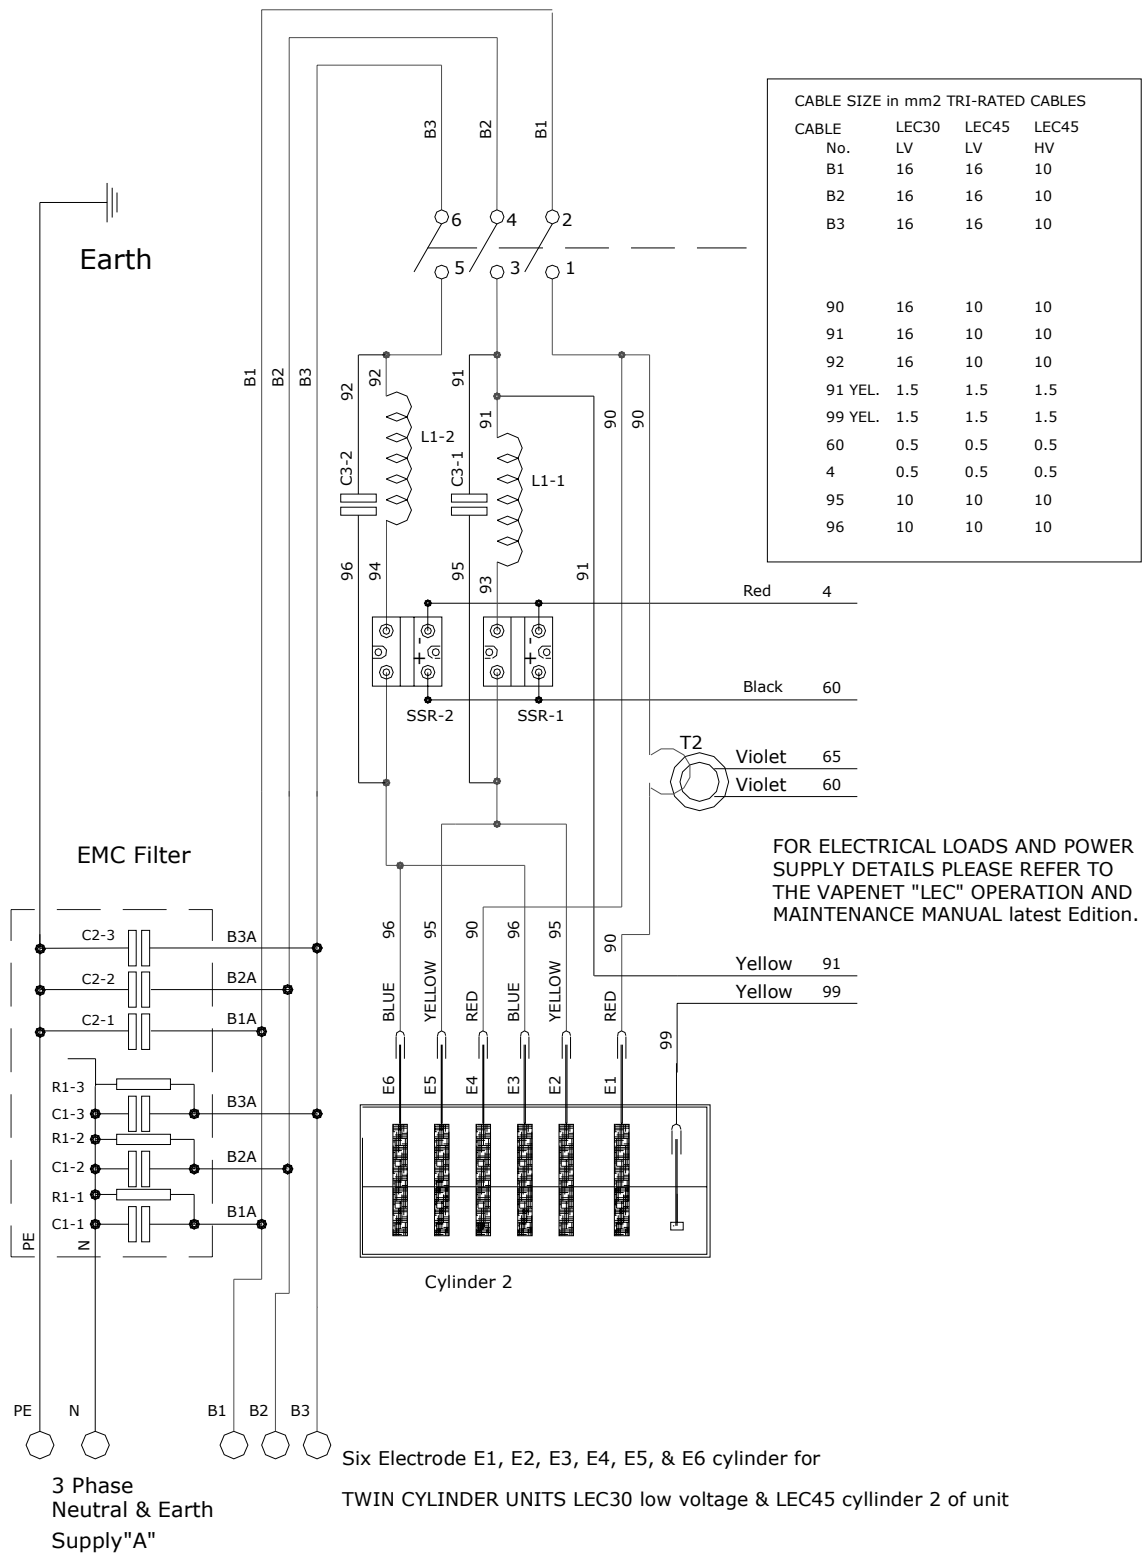 B3
B2
B1
CABLE SIZE in mm2 TRI-RATED CABLES
CABLE LEC30 LEC45 LEC45
No. LV LV HV
B1 16 16 10
B2 16 16 10
B3 16 16 10
90 16 10 10
91 16 10 10
92 16 10 10
91 YEL. 1.5 1.5 1.5
99 YEL. 1.5 1.5 1.5
60 0.5 0.5 0.5
4 0.5 0.5 0.5
95 10 10 10
96 10 10 10
Earth
6 4 2
5 3 1
B1 B2 B3
92 92 91 91 90 90
L1-2
C3-2
C3-1
L1-1
96 94 95 93 91
Red 4
- -
+ +
Black 60
SSR-2 SSR-1
T2
Violet 65
Violet 60
FOR ELECTRICAL LOADS AND POWER
SUPPLY DETAILS PLEASE REFER TO
THE VAPENET "LEC" OPERATION AND
MAINTENANCE MANUAL latest Edition.
EMC Filter
C2-3 B3A
C2-2 B2A
C2-1 B1A
R1-3
C1-3 B3A
R1-2
C1-2 B2A
R1-1
C1-1 B1A
PE N
96 95 90 96 95 90
BLUE YELLOW RED BLUE YELLOW RED
Yellow 91
Yellow 99
99
E6 E5 E4 E3 E2 E1
Cylinder 2
PE N B1 B2 B3
3 Phase
Neutral & Earth
Supply"A"
Six Electrode E1, E2, E3, E4, E5, & E6 cylinder for
TWIN CYLINDER UNITS LEC30 low voltage & LEC45 cyllinder 2 of unit